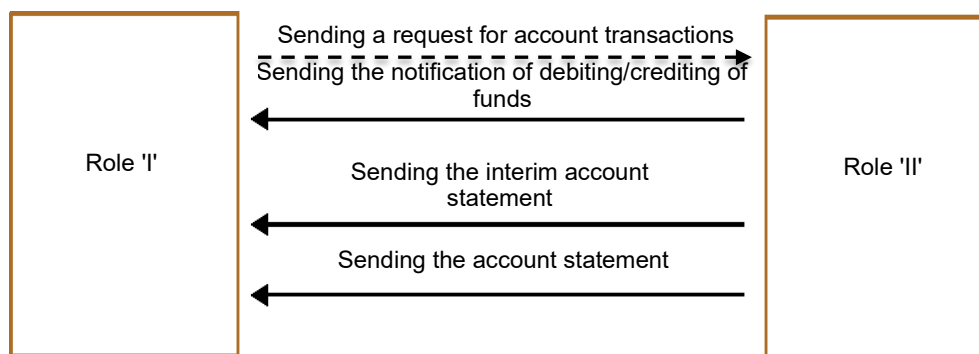 Sending a request for account transactions
Sending the notification of debiting/crediting of
funds
Role 'I'
Role 'II'
Sending the interim account
statement
Sending the account statement